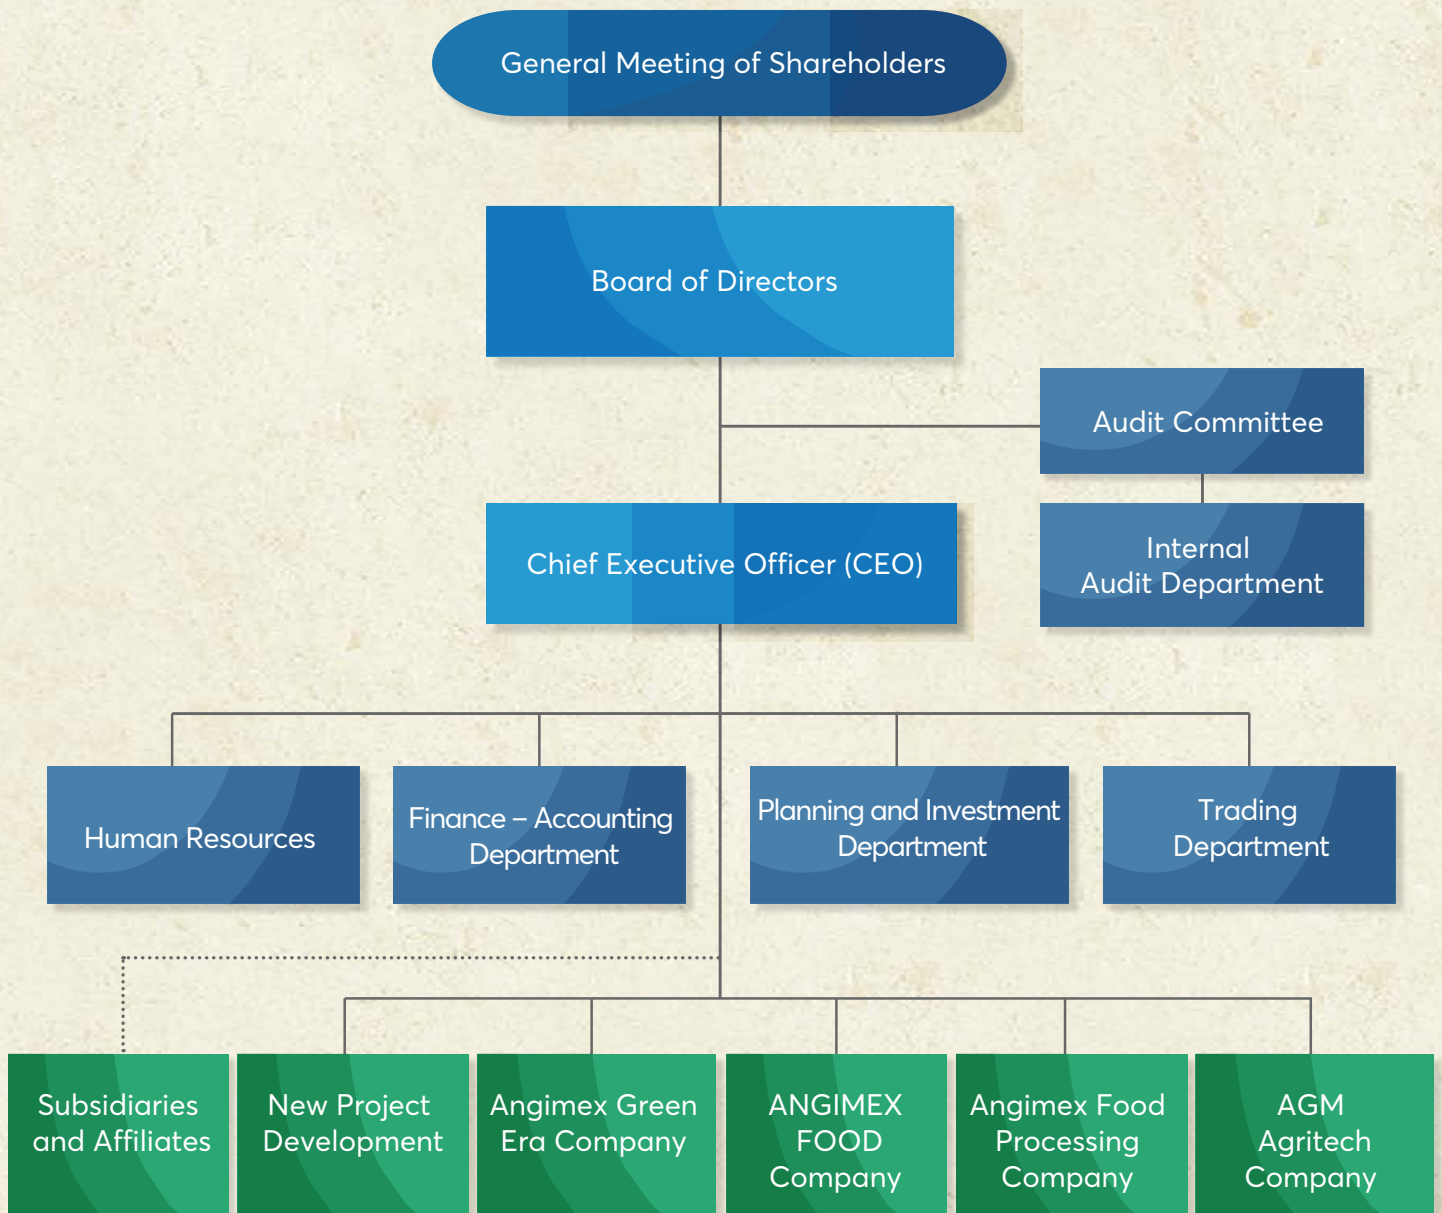 General Meeting of Shareholders
Board of Directors
Audit Committee
Internal
Audit Department
Chief Executive Officer (CEO)
Human Resources
Finance – Accounting
Department
Planning and Investment
Department
Trading
Department
Subsidiaries
and Affiliates
New Project
Development
Angimex Green
Era Company
ANGIMEX
FOOD
Company
Angimex Food
Processing
Company
AGM
Agritech
Company